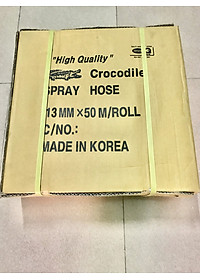 "High Quality"
Crocodile
SPRAY HOSE
13 MM × 50 M/ROLL
C/NO.:
MADE IN KOREA